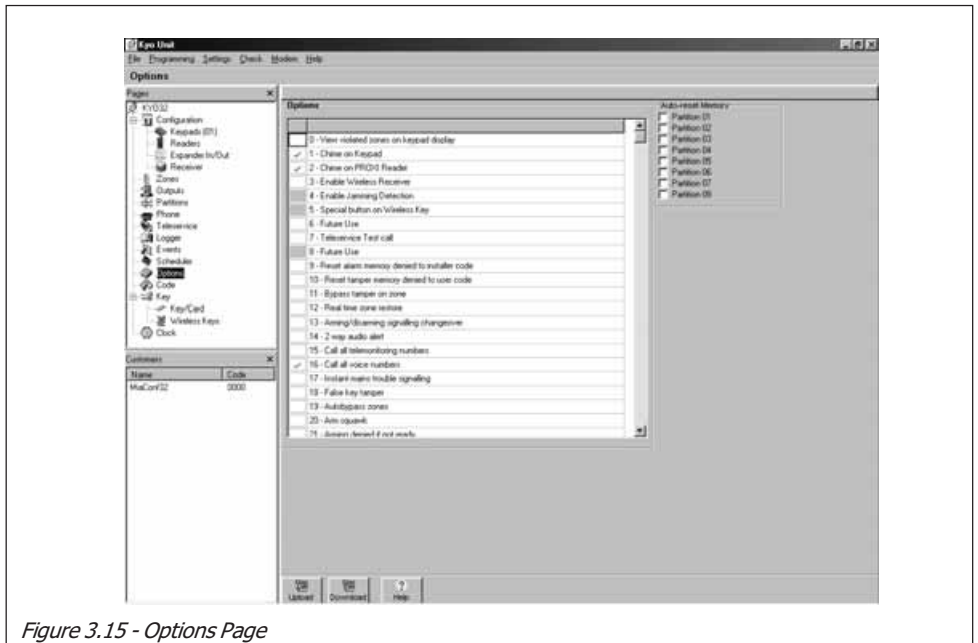 Kyo Unit
File Programming Settings Check Modem Help
Options
Pages
KYO32
Configuration
Keypads (01)
Readers
Expander In/Out
Receiver
Zones
Outputs
Partitions
Phone
Teleservice
Logger
Events
Scheduler
Options
Code
Key
Key/Card
Wireless Keys
Clock
Customers
Name Code
MiaConf32 0000
Options
0 - View violated zones on keypad display
1 - Chime on Keypad
2 - Chime on PROXI Reader
3 - Enable Wireless Receiver
4 - Enable Jamming Detection
5 - Special button on Wireless Key
6 - Future Use
7 - Teleservice Test call
8 - Future Use
9 - Reset alarm memory denied to installer code
10 - Reset tamper memory denied to user code
11 - Bypass tamper on zone
12 - Real time zone restore
13 - Arming/disarming signalling changeover
14 - 2 way audio alert
15 - Call all telemonitoring numbers
16 - Call all voice numbers
17 - Instant mains trouble signalling
18 - False key tamper
19 - Autobypass zones
20 - Arm squawk
21 - Arming denied if not ready
Auto-reset Memory
Partition 01
Partition 02
Partition 03
Partition 04
Partition 05
Partition 06
Partition 07
Partition 08
Upload Download Help
Figure 3.15 - Options Page